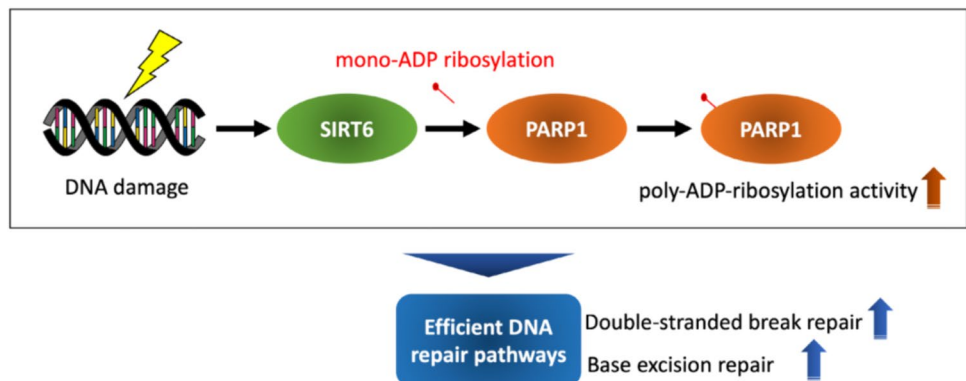 mono-ADP ribosylation
SIRT6
PARP1
PARP1
DNA damage
poly-ADP-ribosylation activity
Efficient DNA
repair pathways
Double-stranded break repair
Base excision repair